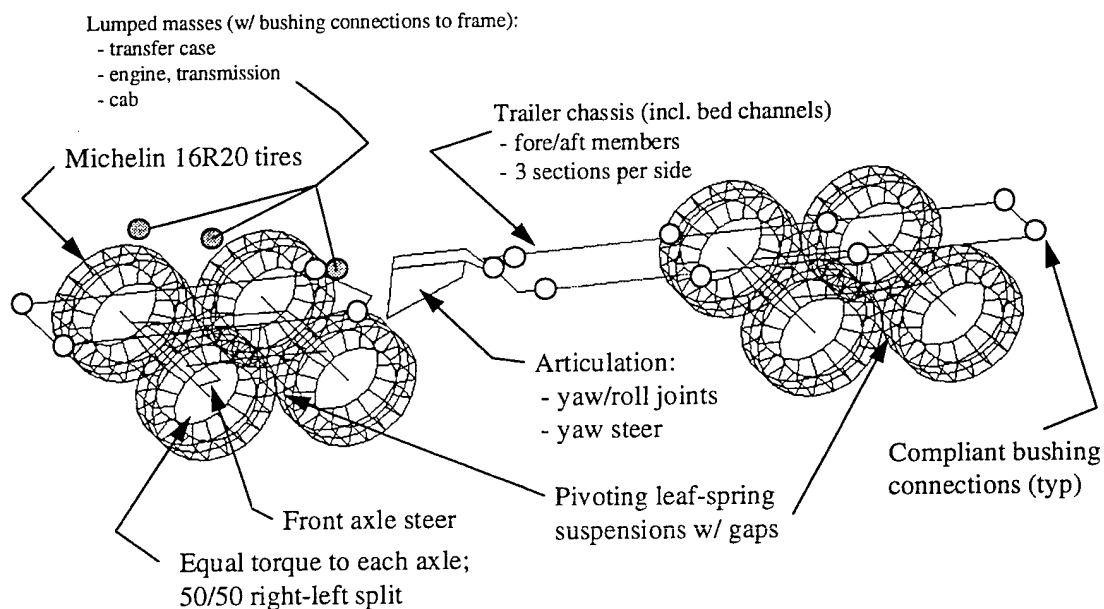 Lumped masses (w/ bushing connections to frame):
- transfer case
- engine, transmission
- cab
Michelin 16R20 tires
Trailer chassis (incl. bed channels)
- fore/aft members
- 3 sections per side
Articulation:
- yaw/roll joints
- yaw steer
Compliant bushing
connections (typ)
Pivoting leaf-spring
suspensions w/ gaps
Front axle steer
Equal torque to each axle;
50/50 right-left split